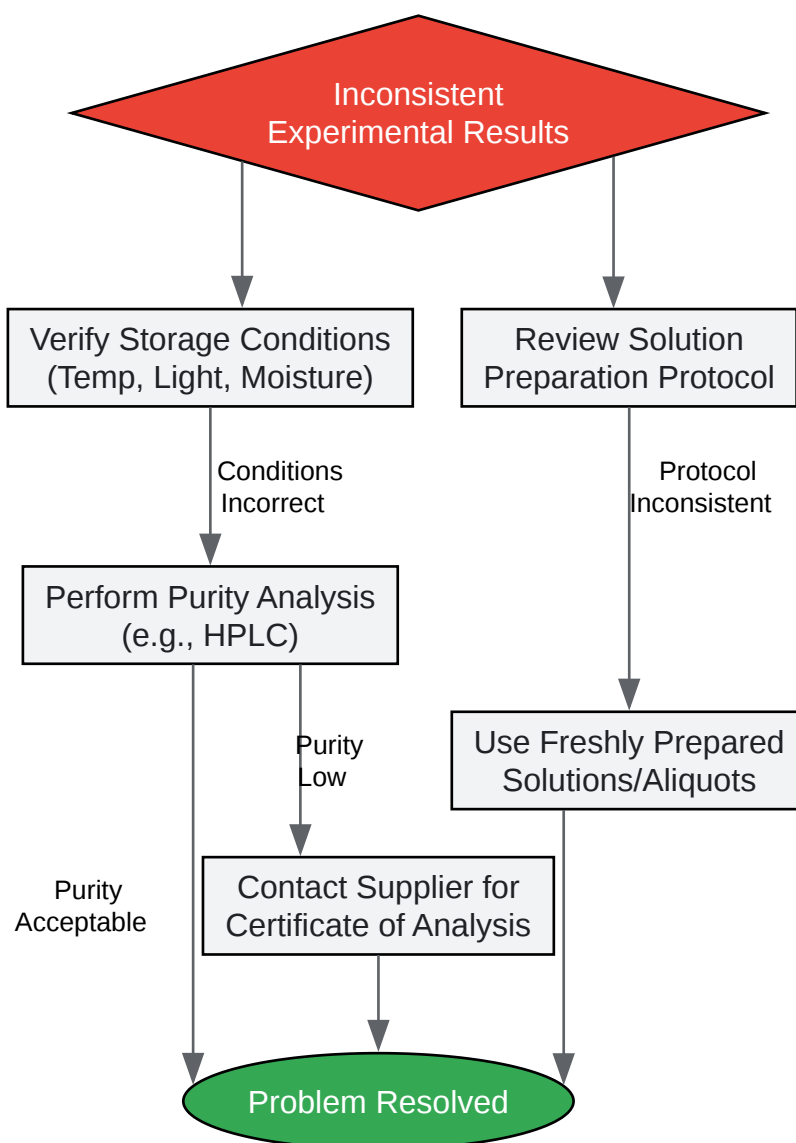 Inconsistent
Experimental Results
Verify Storage Conditions
(Temp, Light, Moisture)
Review Solution
Preparation Protocol
Conditions
Incorrect
Protocol
Inconsistent
Perform Purity Analysis
(e.g., HPLC)
Use Freshly Prepared
Solutions/Aliquots
Purity
Low
Purity
Acceptable
Contact Supplier for
Certificate of Analysis
Problem Resolved